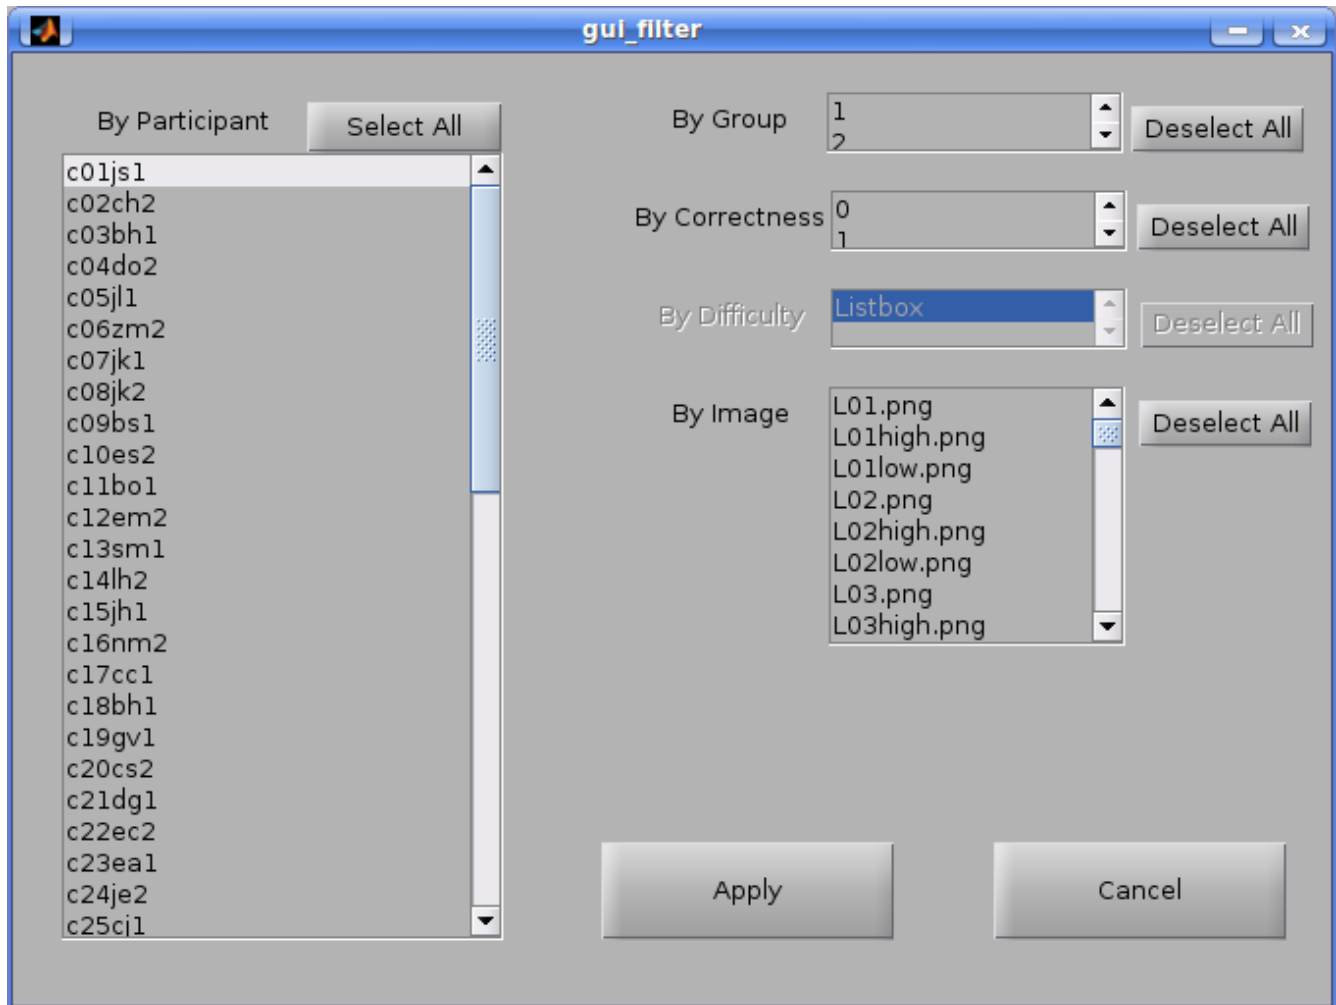 gui_filter
By Participant
Select All
c01js1
c02ch2
c03bh1
c04do2
c05jl1
c06zm2
c07jk1
c08jk2
c09bs1
c10es2
c11bo1
c12em2
c13sm1
c14lh2
c15jh1
c16nm2
c17cc1
c18bh1
c19gv1
c20cs2
c21dg1
c22ec2
c23ea1
c24je2
c25cj1
By Group
1
2
Deselect All
By Correctness
0
1
Deselect All
By Difficulty
Listbox
Deselect All
By Image
L01.png
L01high.png
L01low.png
L02.png
L02high.png
L02low.png
L03.png
L03high.png
Deselect All
Apply
Cancel